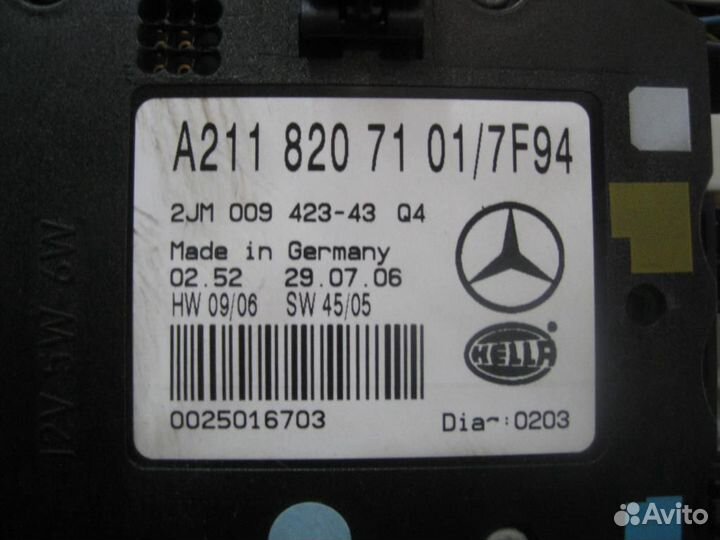 A211 820 71 01/7F94
2JM 009 423-43 Q4
Made in Germany
02.52 29.07.06
HW 09/06 SW 45/05
HELLA
0025016703
Dia~:0203
12V 5W 6W
Avito